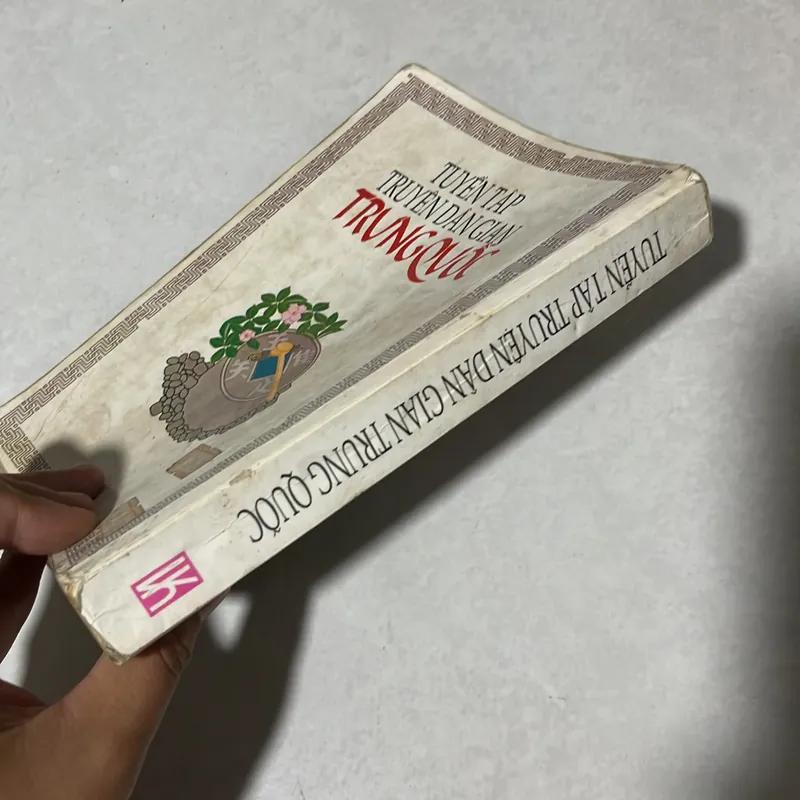 TUYỂN TẬP
TRUYỆN DÂN GIAN
TRUNG QUỐC
TUYỂN TẬP TRUYỆN DÂN GIAN TRUNG QUỐC